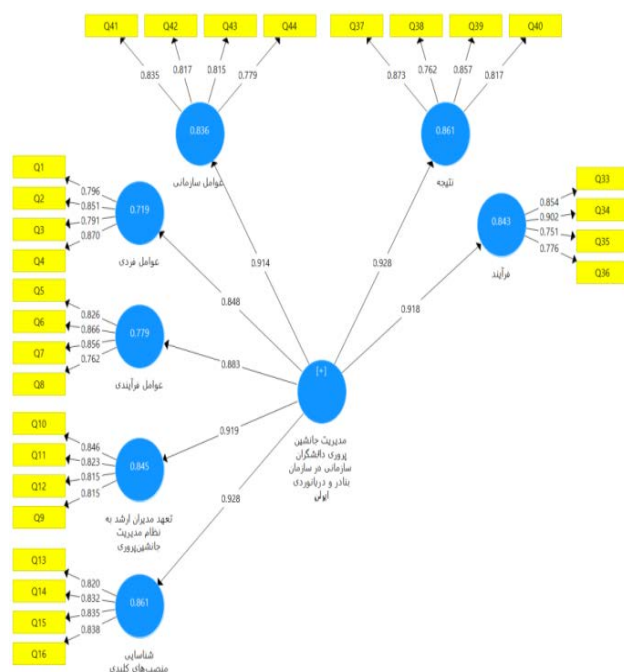 Q41 Q42 Q43 Q44 Q37 Q38 Q39 Q40
0.835 0.817 0.815 0.779 0.873 0.762 0.857 0.817
0.836
عوامل سازمانی
0.861
نتیجه
Q1
Q2
Q3
Q4
0.796
0.851
0.791
0.870
0.719
عوامل فردی
Q33
Q34
Q35
Q36
0.854
0.902
0.751
0.776
0.843
فرآیند
0.914
0.928
0.848
0.918
Q5
Q6
Q7
Q8
0.826
0.866
0.856
0.762
0.779
عوامل فرآیندی
0.883
[+]
مدیریت جانشین
پروری دانشگران
سازمانی در سازمان
بنادر و دریانوردی
ایرلی
Q10
Q11
Q12
Q9
0.846
0.823
0.815
0.815
0.845
تعهد مدیران ارشد به
نظام مدیریت
جانشین‌پروری
0.919
0.928
Q13
Q14
Q15
Q16
0.820
0.832
0.835
0.838
0.861
شناسایی
منصب‌های کلیدی